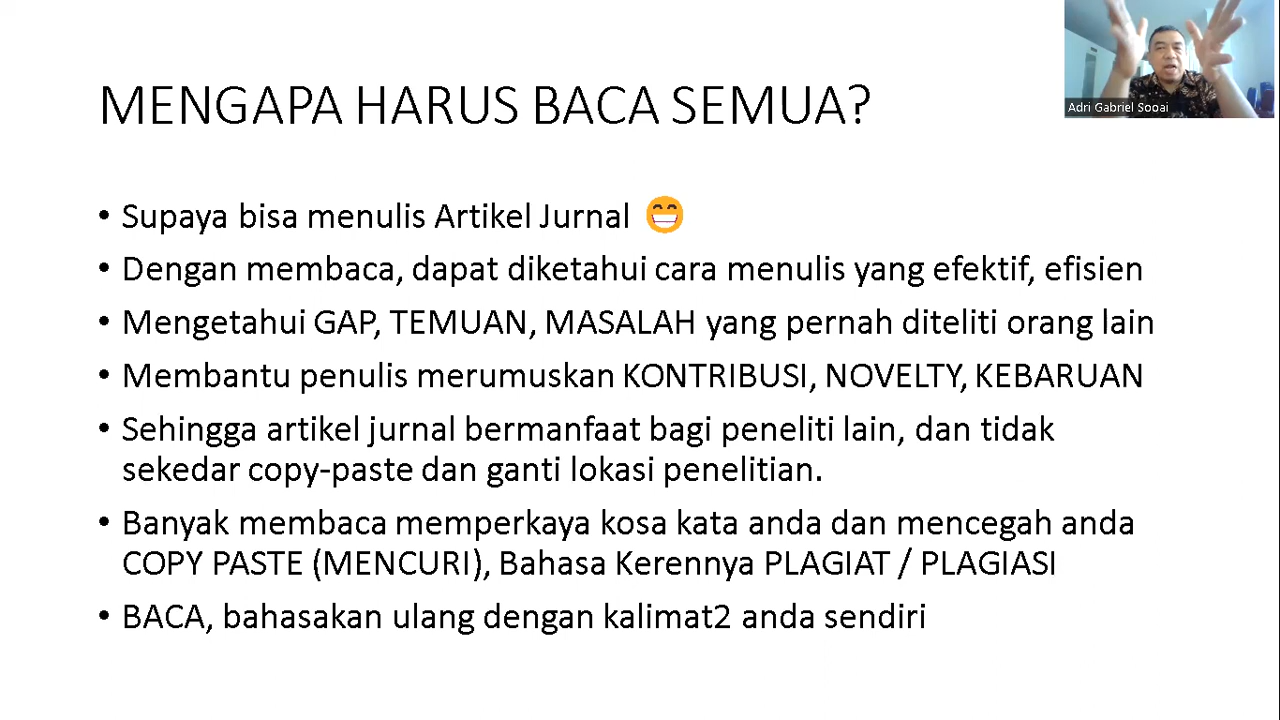 MENGAPA HARUS BACA SEMUA?
Adri Gabriel Sooai
• Supaya bisa menulis Artikel Jurnal 😁
• Dengan membaca, dapat diketahui cara menulis yang efektif, efisien
• Mengetahui GAP, TEMUAN, MASALAH yang pernah diteliti orang lain
• Membantu penulis merumuskan KONTRIBUSI, NOVELTY, KEBARUAN
• Sehingga artikel jurnal bermanfaat bagi peneliti lain, dan tidak
sekedar copy-paste dan ganti lokasi penelitian.
• Banyak membaca memperkaya kosa kata anda dan mencegah anda
COPY PASTE (MENCURI), Bahasa Kerennya PLAGIAT / PLAGIASI
• BACA, bahasakan ulang dengan kalimat2 anda sendiri